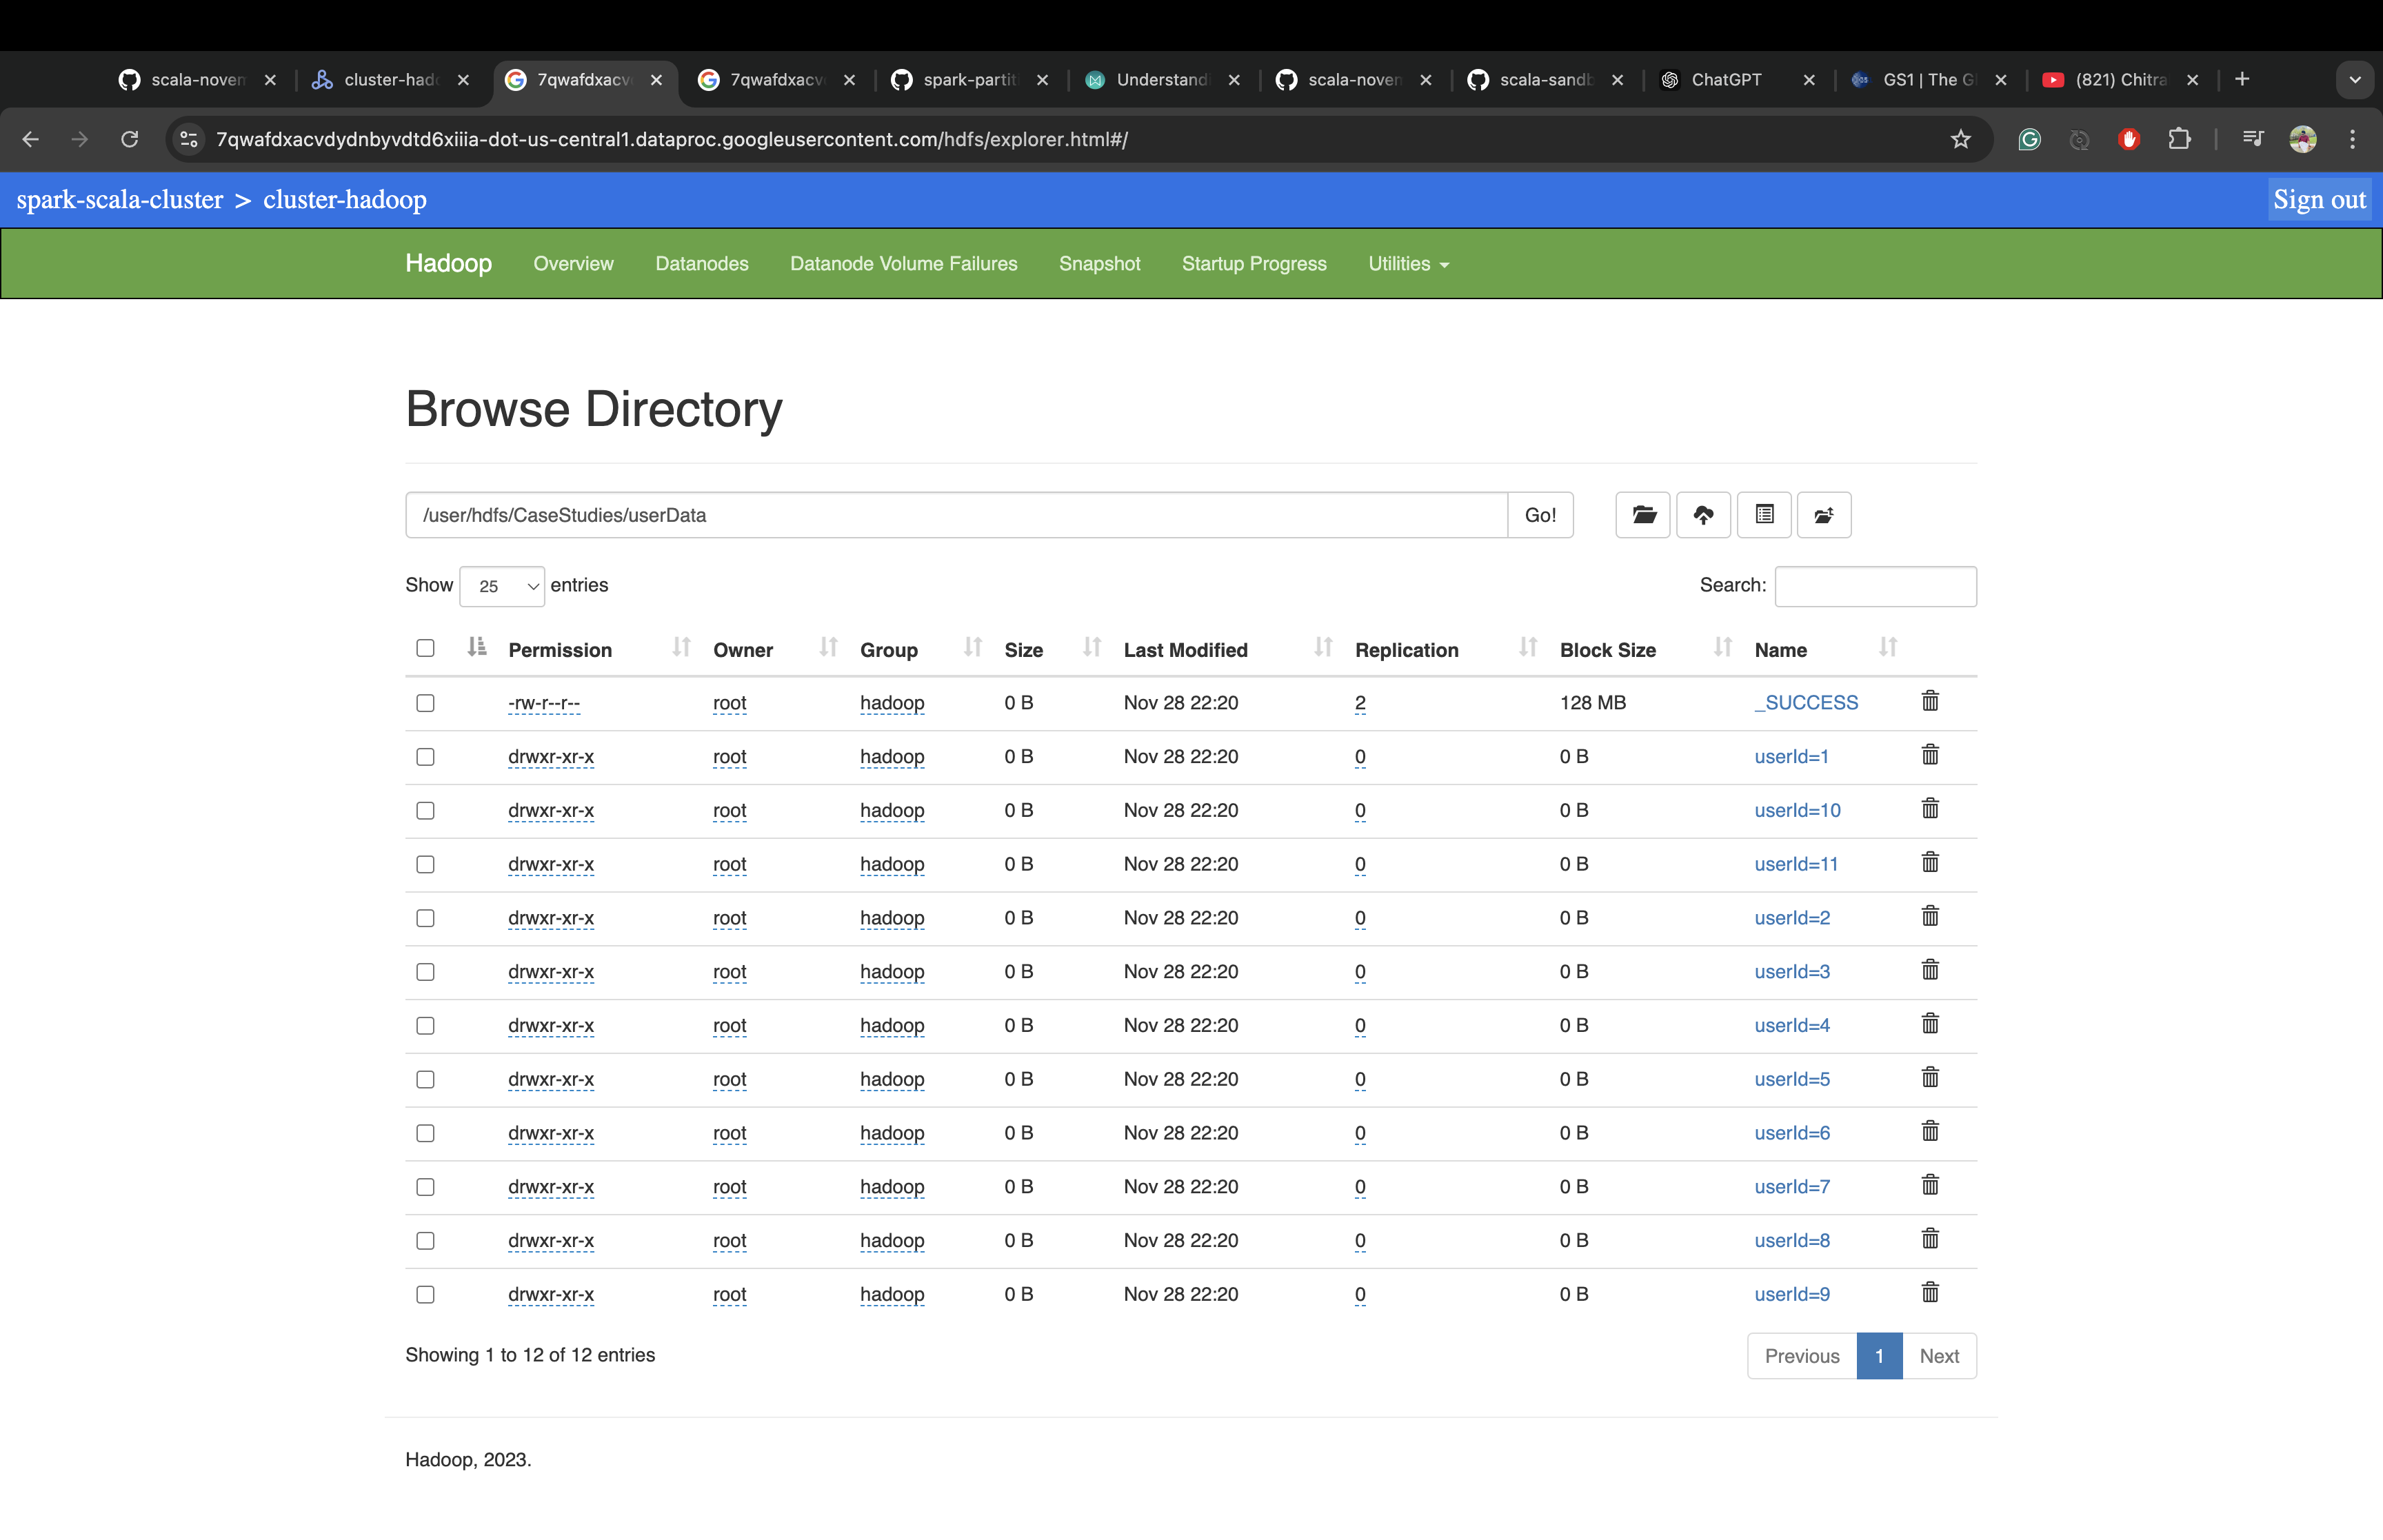 scala-novem
cluster-hado
7qwafdxacv
7qwafdxacv
spark-partit
Understand
scala-novem
scala-sandb
ChatGPT
GS1 | The G
(821) Chitra
7qwafdxacvdydnbyvdtd6xiiia-dot-us-central1.dataproc.googleusercontent.com/hdfs/explorer.html#/
spark-scala-cluster > cluster-hadoop
Sign out
Hadoop Overview Datanodes Datanode Volume Failures Snapshot Startup Progress Utilities
Browse Directory
/user/hdfs/CaseStudies/userData Go!
Show 25 entries
Search:
Permission Owner Group Size Last Modified Replication Block Size Name
-rw-r--r-- root hadoop 0 B Nov 28 22:20 2 128 MB _SUCCESS
drwxr-xr-x root hadoop 0 B Nov 28 22:20 0 0 B userId=1
drwxr-xr-x root hadoop 0 B Nov 28 22:20 0 0 B userId=10
drwxr-xr-x root hadoop 0 B Nov 28 22:20 0 0 B userId=11
drwxr-xr-x root hadoop 0 B Nov 28 22:20 0 0 B userId=2
drwxr-xr-x root hadoop 0 B Nov 28 22:20 0 0 B userId=3
drwxr-xr-x root hadoop 0 B Nov 28 22:20 0 0 B userId=4
drwxr-xr-x root hadoop 0 B Nov 28 22:20 0 0 B userId=5
drwxr-xr-x root hadoop 0 B Nov 28 22:20 0 0 B userId=6
drwxr-xr-x root hadoop 0 B Nov 28 22:20 0 0 B userId=7
drwxr-xr-x root hadoop 0 B Nov 28 22:20 0 0 B userId=8
drwxr-xr-x root hadoop 0 B Nov 28 22:20 0 0 B userId=9
Showing 1 to 12 of 12 entries
Previous 1 Next
Hadoop, 2023.